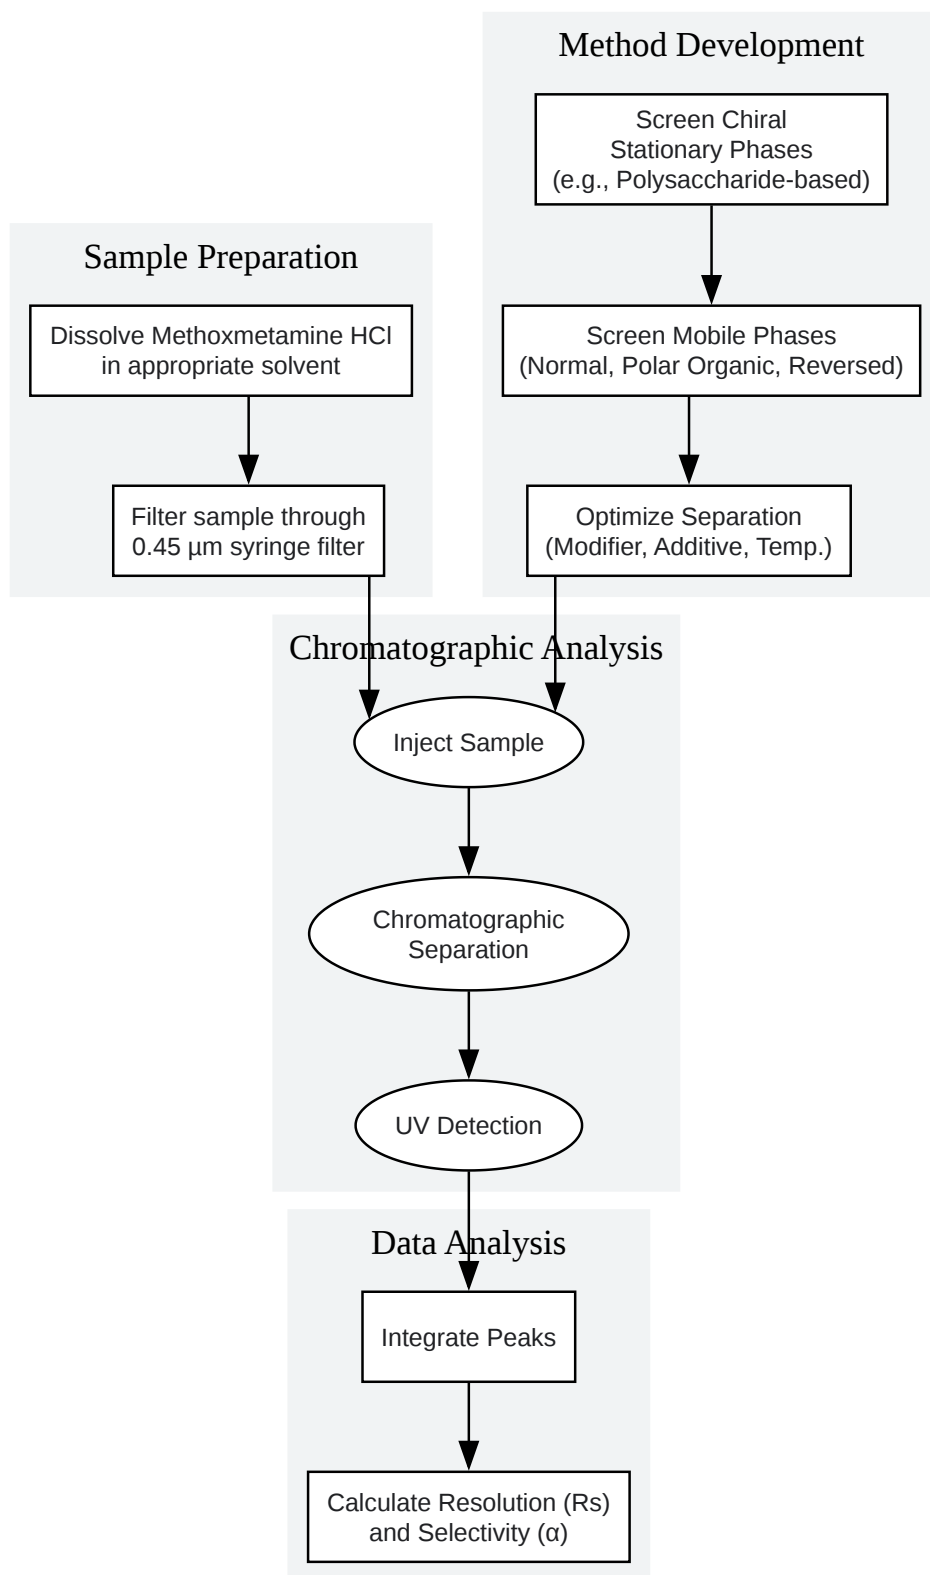 Method Development
Screen Chiral
Stationary Phases
(e.g., Polysaccharide-based)
Screen Mobile Phases
(Normal, Polar Organic, Reversed)
Optimize Separation
(Modifier, Additive, Temp.)
Sample Preparation
Dissolve Methoxmetamine HCl
in appropriate solvent
Filter sample through
0.45 µm syringe filter
Chromatographic Analysis
Inject Sample
Chromatographic
Separation
UV Detection
Data Analysis
Integrate Peaks
Calculate Resolution (Rs)
and Selectivity (α)